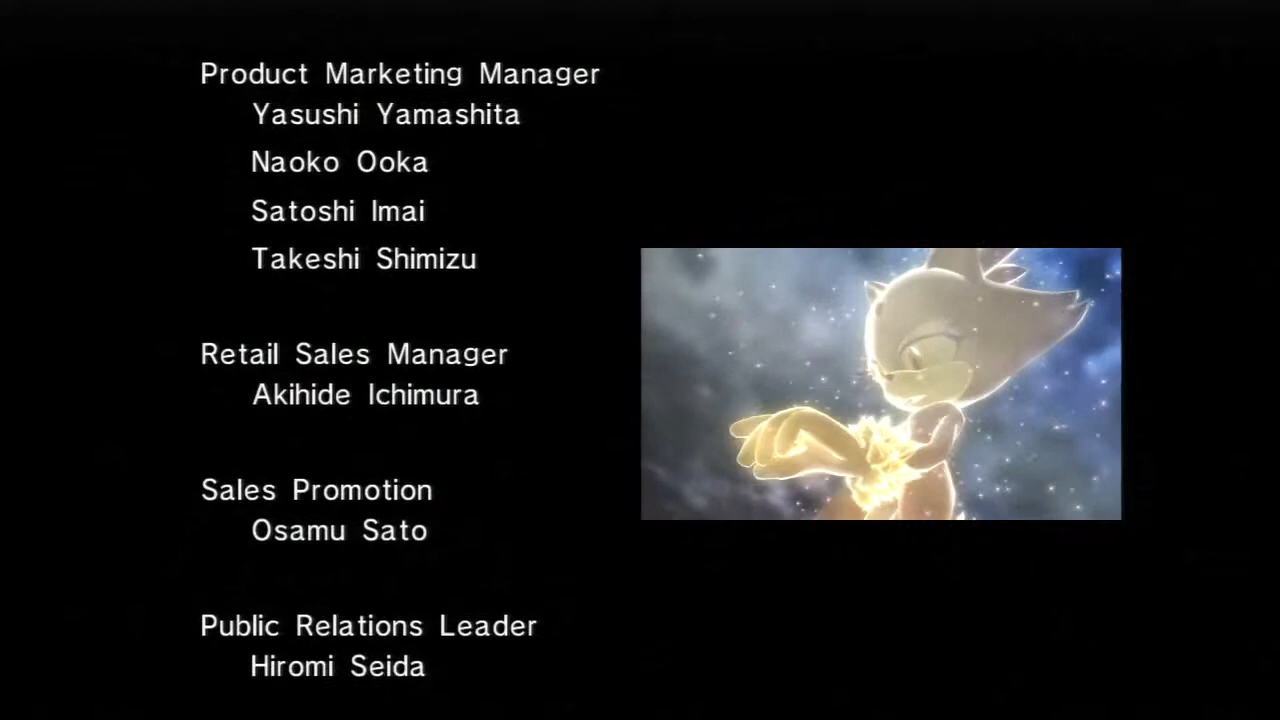 Product Marketing Manager
Yasushi Yamashita
Naoko Ooka
Satoshi Imai
Takeshi Shimizu
Retail Sales Manager
Akihide Ichimura
Sales Promotion
Osamu Sato
Public Relations Leader
Hiromi Seida